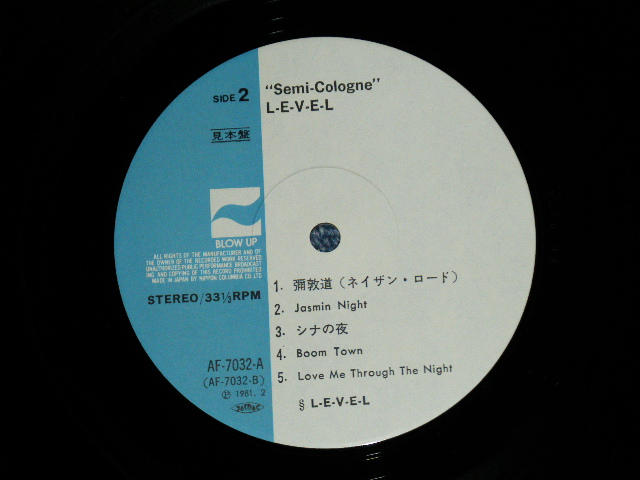 SIDE 2
"Semi-Cologne"
L-E-V-E-L
見本盤
BLOW UP
ALL RIGHTS OF THE MANUFACTURER AND OF
THE OWNER OF THE RECORDED WORK RESERVED
UNAUTHORIZED PUBLIC PERFORMANCE BROADCAST
ING AND COPYING OF THIS RECORD PROHIBITED
MADE IN JAPAN BY NIPPON COLUMBIA CO LTD
STEREO/33⅓RPM
1. 彌敦道（ネイザン・ロード）
2. Jasmin Night
3. シナの夜
4. Boom Town
5. Love Me Through The Night
§ L-E-V-E-L
AF-7032-A
(AF-7032-B)
Ⓟ 1981. 2